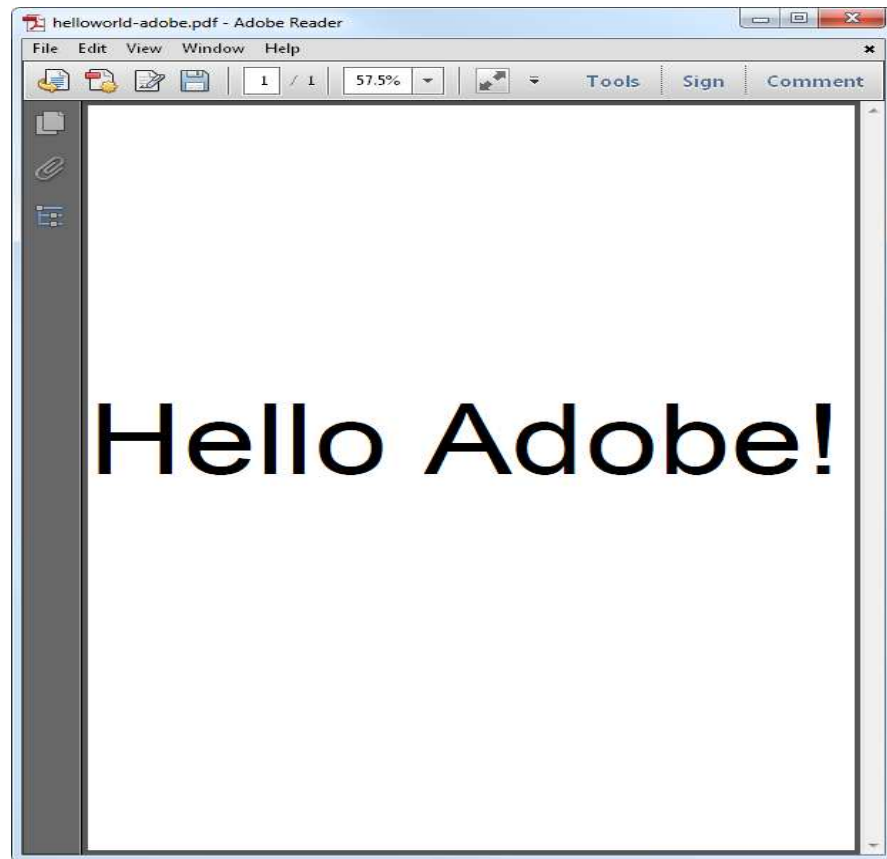 helloworld-adobe.pdf - Adobe Reader
File Edit View Window Help
1 / 1 57.5% Tools Sign Comment
Hello Adobe!